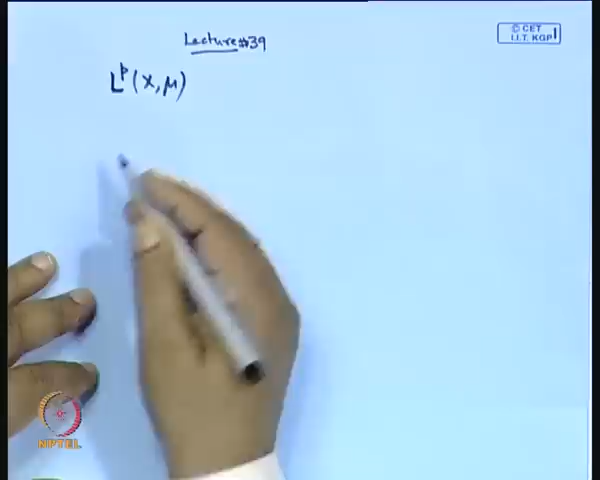 Lecture#39
© CET
I.I.T. KGP
L^p(X, μ)
NPTEL